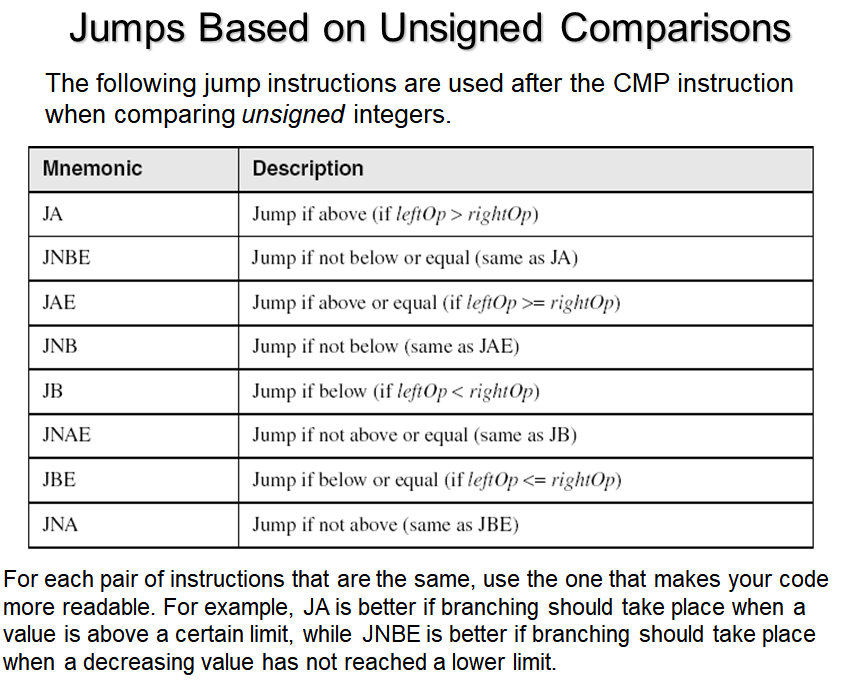 Jumps Based on Unsigned Comparisons
The following jump instructions are used after the CMP instruction
when comparing unsigned integers.
Mnemonic Description
JA Jump if above (if leftOp > rightOp)
JNBE Jump if not below or equal (same as JA)
JAE Jump if above or equal (if leftOp >= rightOp)
JNB Jump if not below (same as JAE)
JB Jump if below (if leftOp < rightOp)
JNAE Jump if not above or equal (same as JB)
JBE Jump if below or equal (if leftOp <= rightOp)
JNA Jump if not above (same as JBE)
For each pair of instructions that are the same, use the one that makes your code
more readable. For example, JA is better if branching should take place when a
value is above a certain limit, while JNBE is better if branching should take place
when a decreasing value has not reached a lower limit.